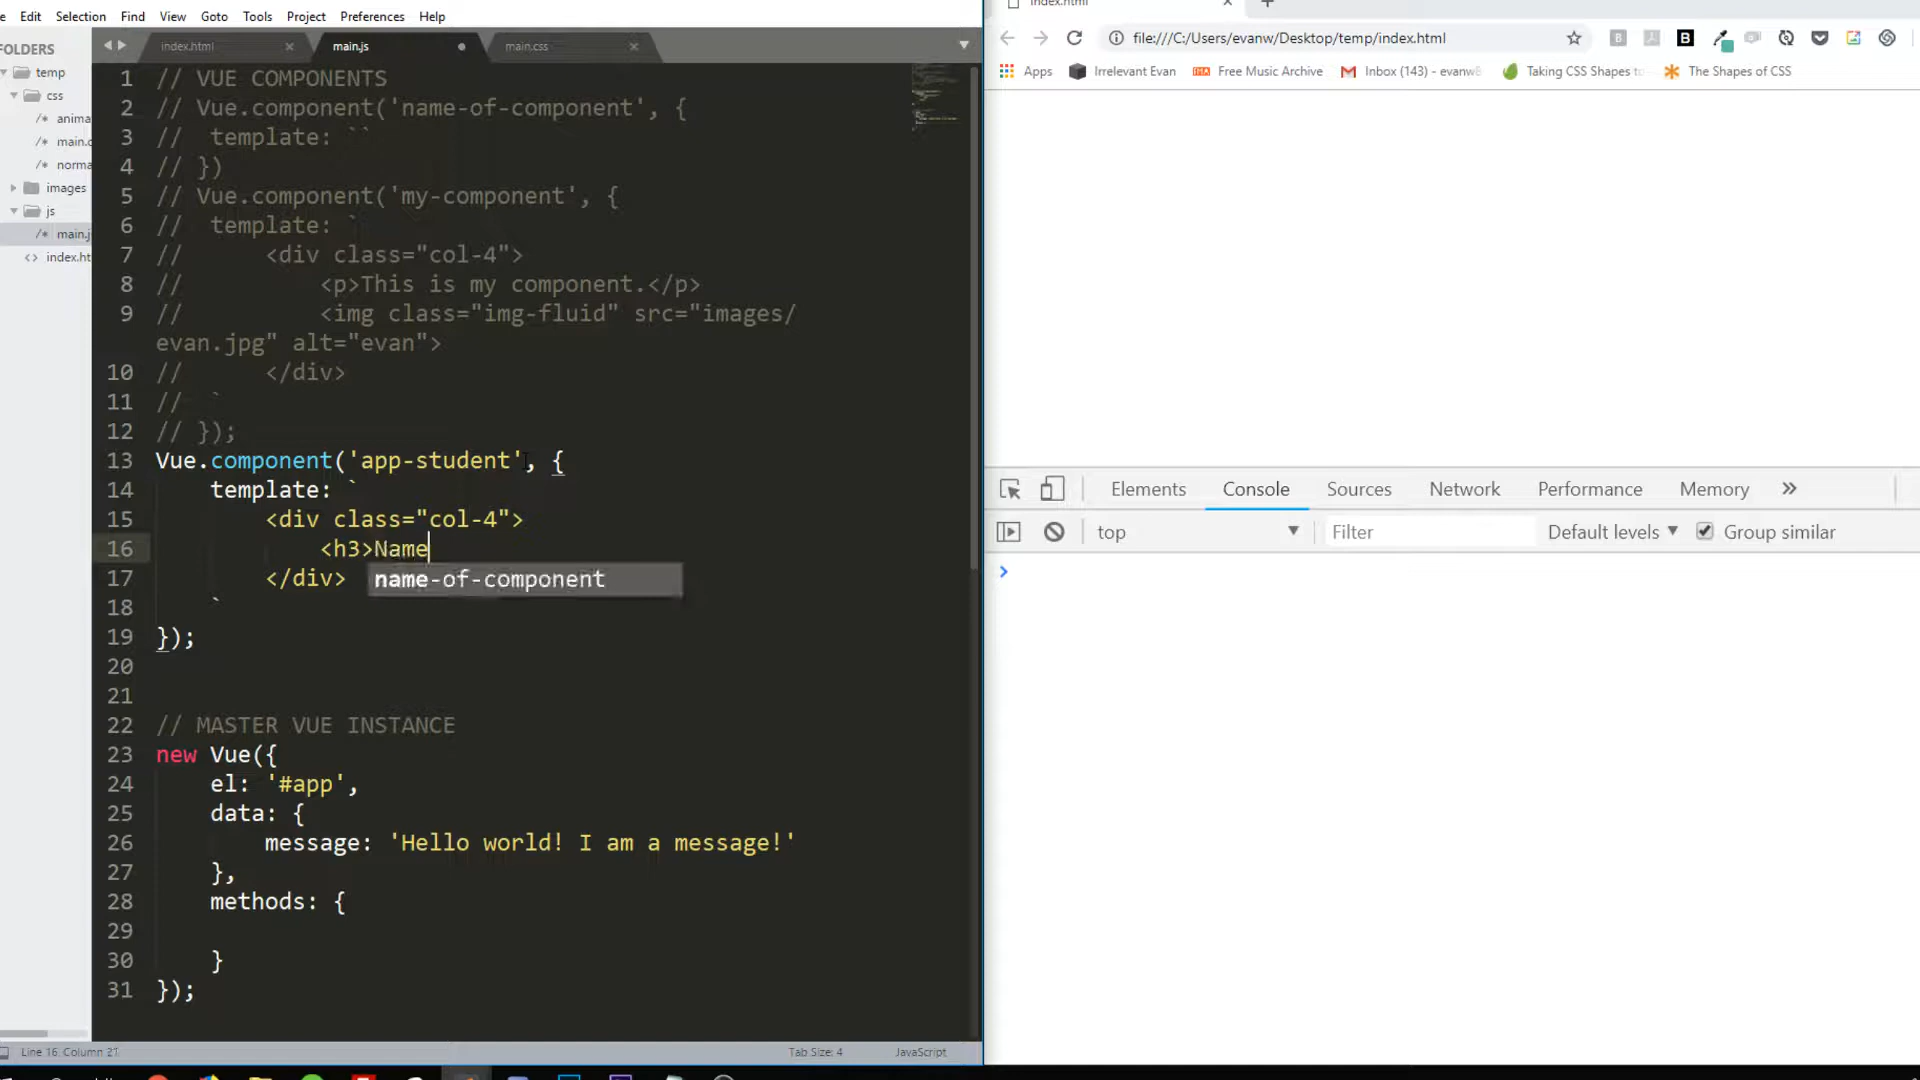 Edit Selection Find View Goto Tools Project Preferences Help
index.html
file:///C:/Users/evanw/Desktop/temp/index.html
Apps Irrelevant Evan Free Music Archive Inbox (143) - evanw8 Taking CSS Shapes to The Shapes of CSS
FOLDERS
temp
css
anima
main.c
norma
images
js
main.j
index.ht
index.html main.js main.css
1 // VUE COMPONENTS
2 // Vue.component('name-of-component', {
3 // template: ``
4 // })
5 // Vue.component('my-component', {
6 // template: `
7 // <div class="col-4">
8 // <p>This is my component.</p>
9 // <img class="img-fluid" src="images/
evan.jpg" alt="evan">
10 // </div>
11 // `
12 // });
13 Vue.component('app-student', {
14 template: `
15 <div class="col-4">
16 <h3>Name
17 </div>
name-of-component
18 `
19 });
20
21
22 // MASTER VUE INSTANCE
23 new Vue({
24 el: '#app',
25 data: {
26 message: 'Hello world! I am a message!'
27 },
28 methods: {
29
30 }
31 });
Line 16, Column 21 Tab Size: 4 JavaScript
Elements Console Sources Network Performance Memory »
top Filter Default levels Group similar